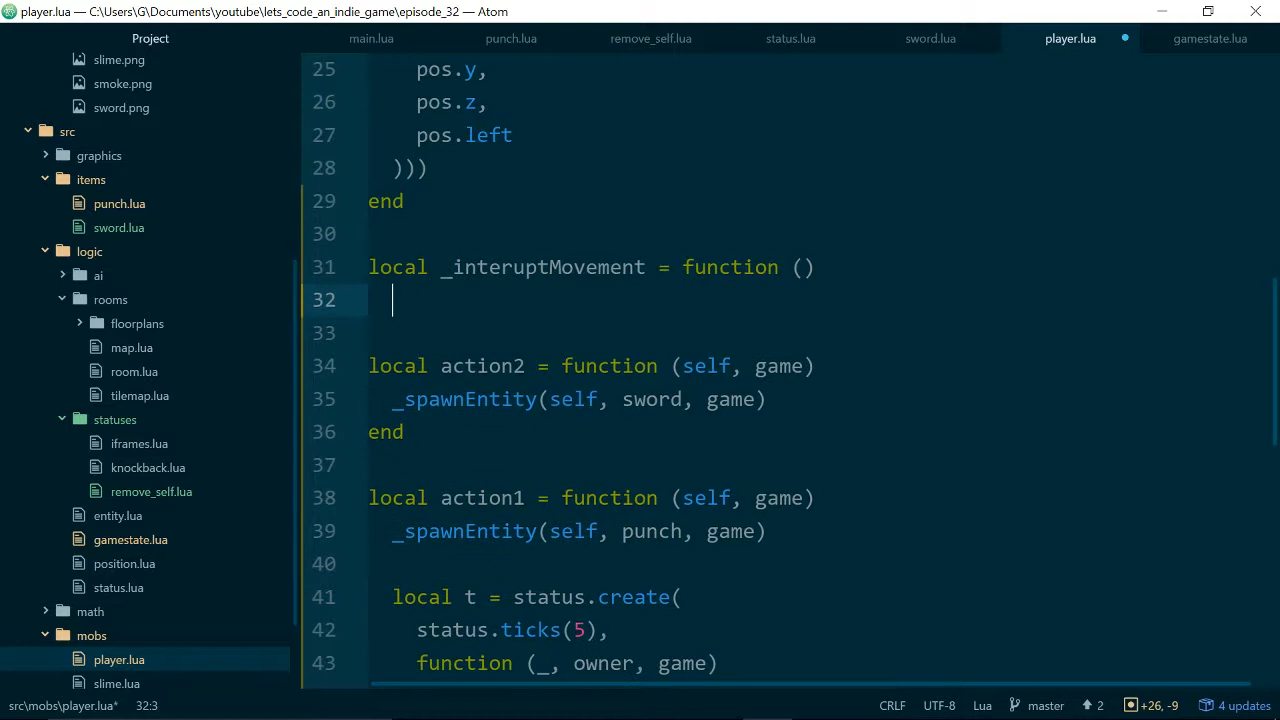 player.lua — C:\Users\G\Documents\youtube\lets_code_an_indie_game\episode_32 — Atom
Project
main.lua
punch.lua
remove_self.lua
status.lua
sword.lua
player.lua
gamestate.lua
slime.png
smoke.png
sword.png
src
graphics
items
punch.lua
sword.lua
logic
ai
rooms
floorplans
map.lua
room.lua
tilemap.lua
statuses
iframes.lua
knockback.lua
remove_self.lua
entity.lua
gamestate.lua
position.lua
status.lua
math
mobs
player.lua
slime.lua
25 pos.y,
26 pos.z,
27 pos.left
28 )))
29 end
30
31 local _interuptMovement = function ()
32
33
34 local action2 = function (self, game)
35 _spawnEntity(self, sword, game)
36 end
37
38 local action1 = function (self, game)
39 _spawnEntity(self, punch, game)
40
41 local t = status.create(
42 status.ticks(5),
43 function (_, owner, game)
src\mobs\player.lua* 32:3
CRLF UTF-8 Lua master 2 +26, -9 4 updates